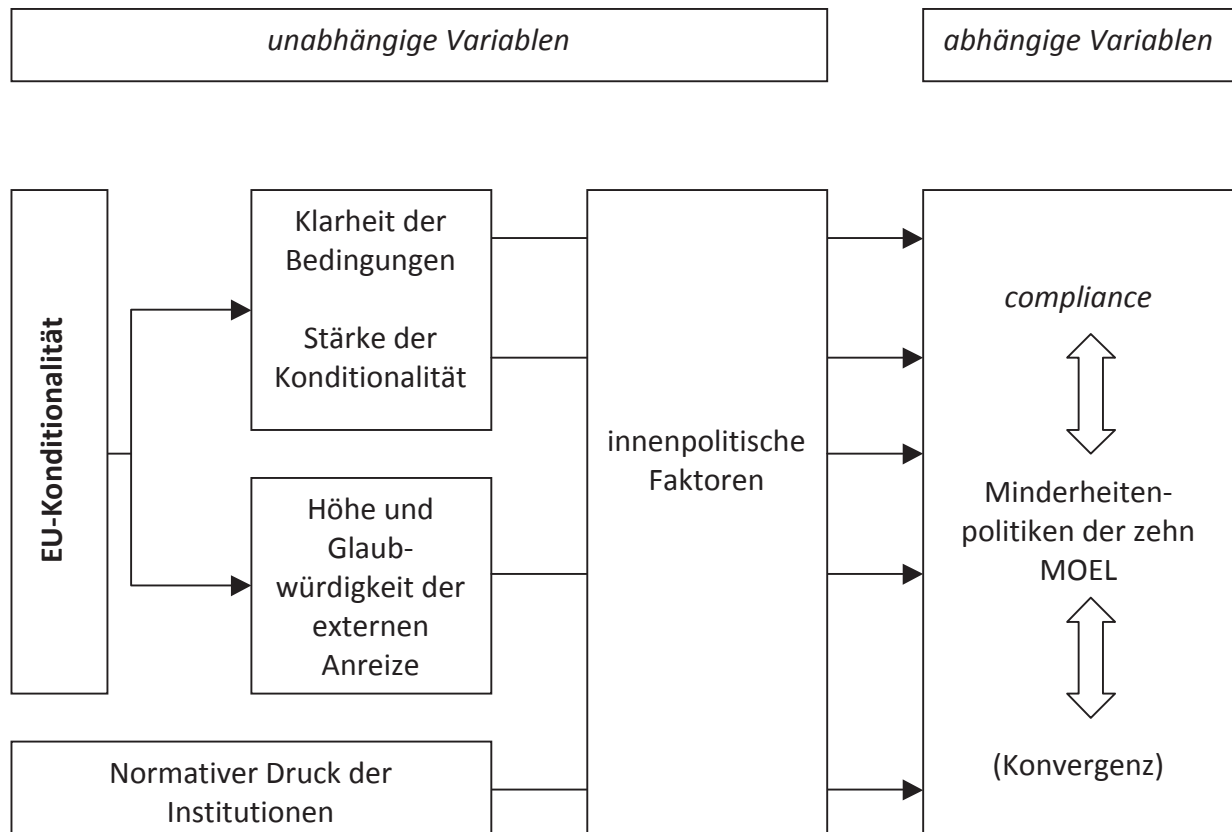 unabhängige Variablen
abhängige Variablen
EU-Konditionalität
Klarheit der
Bedingungen
Stärke der
Konditionalität
Höhe und
Glaub-
würdigkeit der
externen
Anreize
Normativer Druck der
Institutionen
innenpolitische
Faktoren
compliance
Minderheiten-
politiken der zehn
MOEL
(Konvergenz)